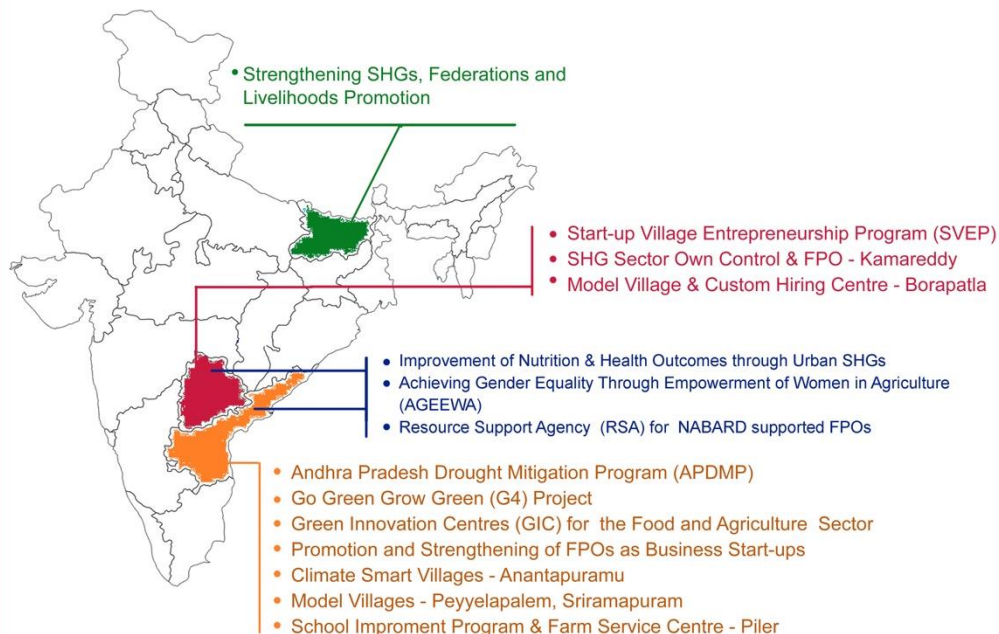 • Strengthening SHGs, Federations and
Livelihoods Promotion
• Start-up Village Entrepreneurship Program (SVEP)
• SHG Sector Own Control & FPO - Kamareddy
• Model Village & Custom Hiring Centre - Borapatla
• Improvement of Nutrition & Health Outcomes through Urban SHGs
• Achieving Gender Equality Through Empowerment of Women in Agriculture
(AGEEWA)
• Resource Support Agency (RSA) for NABARD supported FPOs
• Andhra Pradesh Drought Mitigation Program (APDMP)
• Go Green Grow Green (G4) Project
• Green Innovation Centres (GIC) for the Food and Agriculture Sector
• Promotion and Strengthening of FPOs as Business Start-ups
• Climate Smart Villages - Anantapuramu
• Model Villages - Peyyelapalem, Sriramapuram
• School Improment Program & Farm Service Centre - Piler